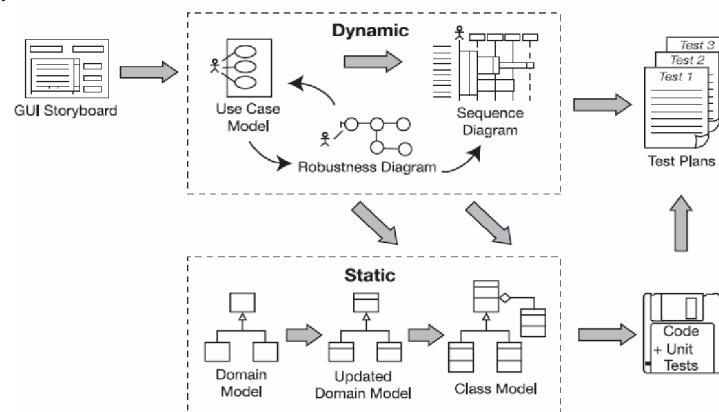 Dynamic
GUI Storyboard
Use Case
Model
Robustness Diagram
Sequence
Diagram
Test 3
Test 2
Test 1
Test Plans
Static
Domain
Model
Updated
Domain Model
Class Model
Code
+ Unit
Tests